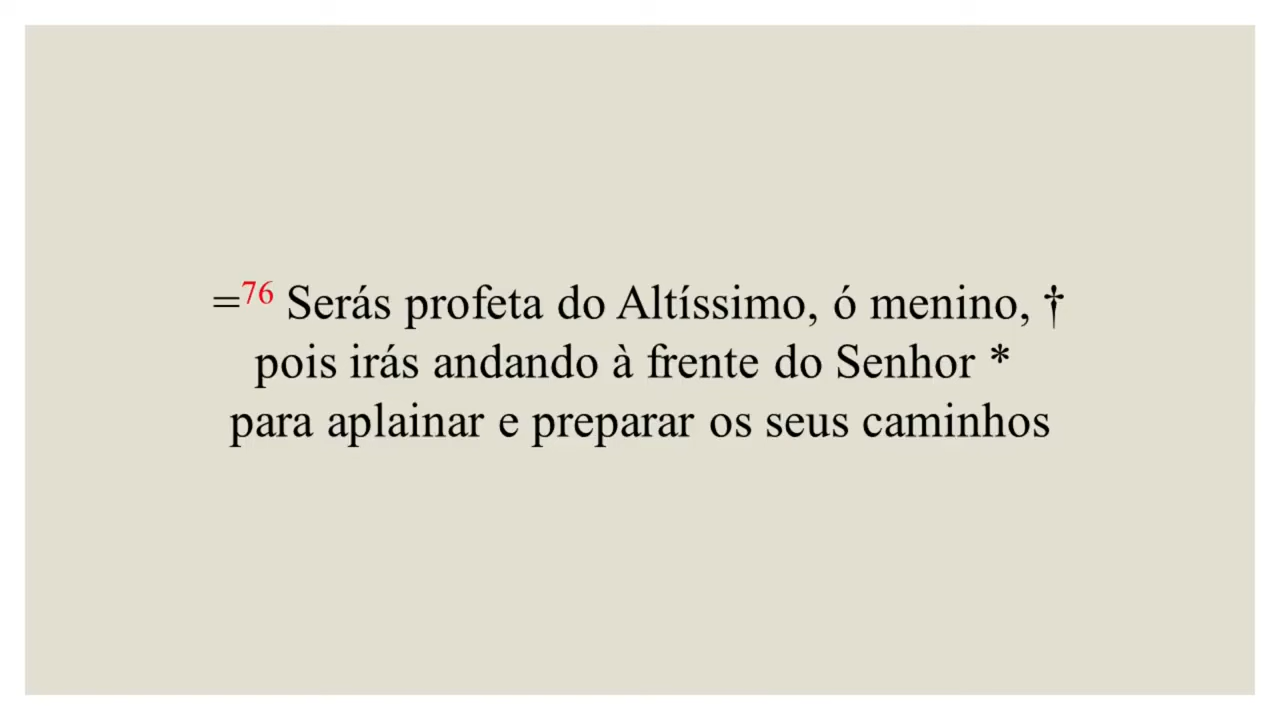 =76 Serás profeta do Altíssimo, ó menino, †
pois irás andando à frente do Senhor *
para aplainar e preparar os seus caminhos